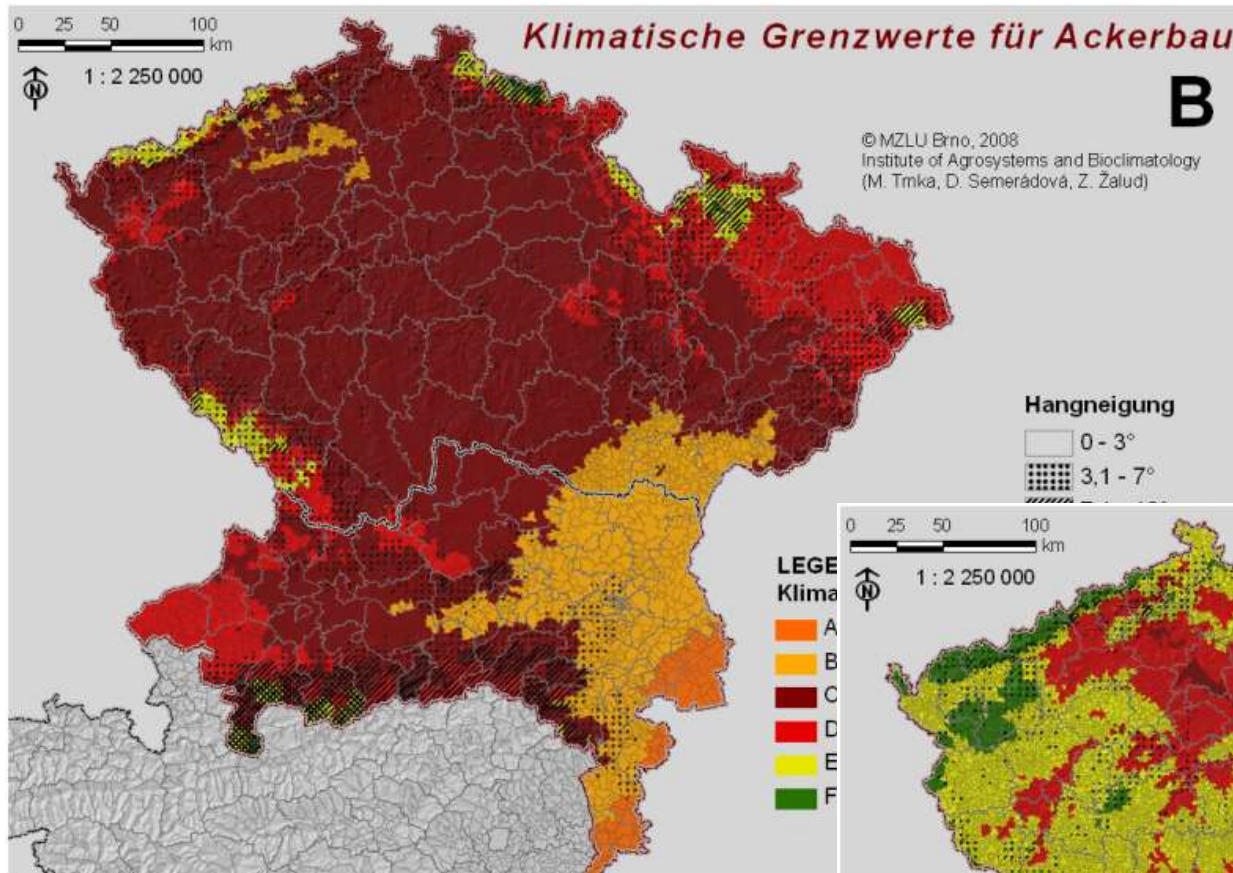 0 25 50 100
km
1 : 2 250 000
N
Klimatische Grenzwerte für Ackerbau
B
© MZLU Brno, 2008
Institute of Agrosystems and Bioclimatology
(M. Trnka, D. Semerádová, Z. Žalud)
Hangneigung
0 - 3°
3,1 - 7°
LEGE
Klima
A
B
C
D
E
F
0 25 50 100
km
1 : 2 250 000
N